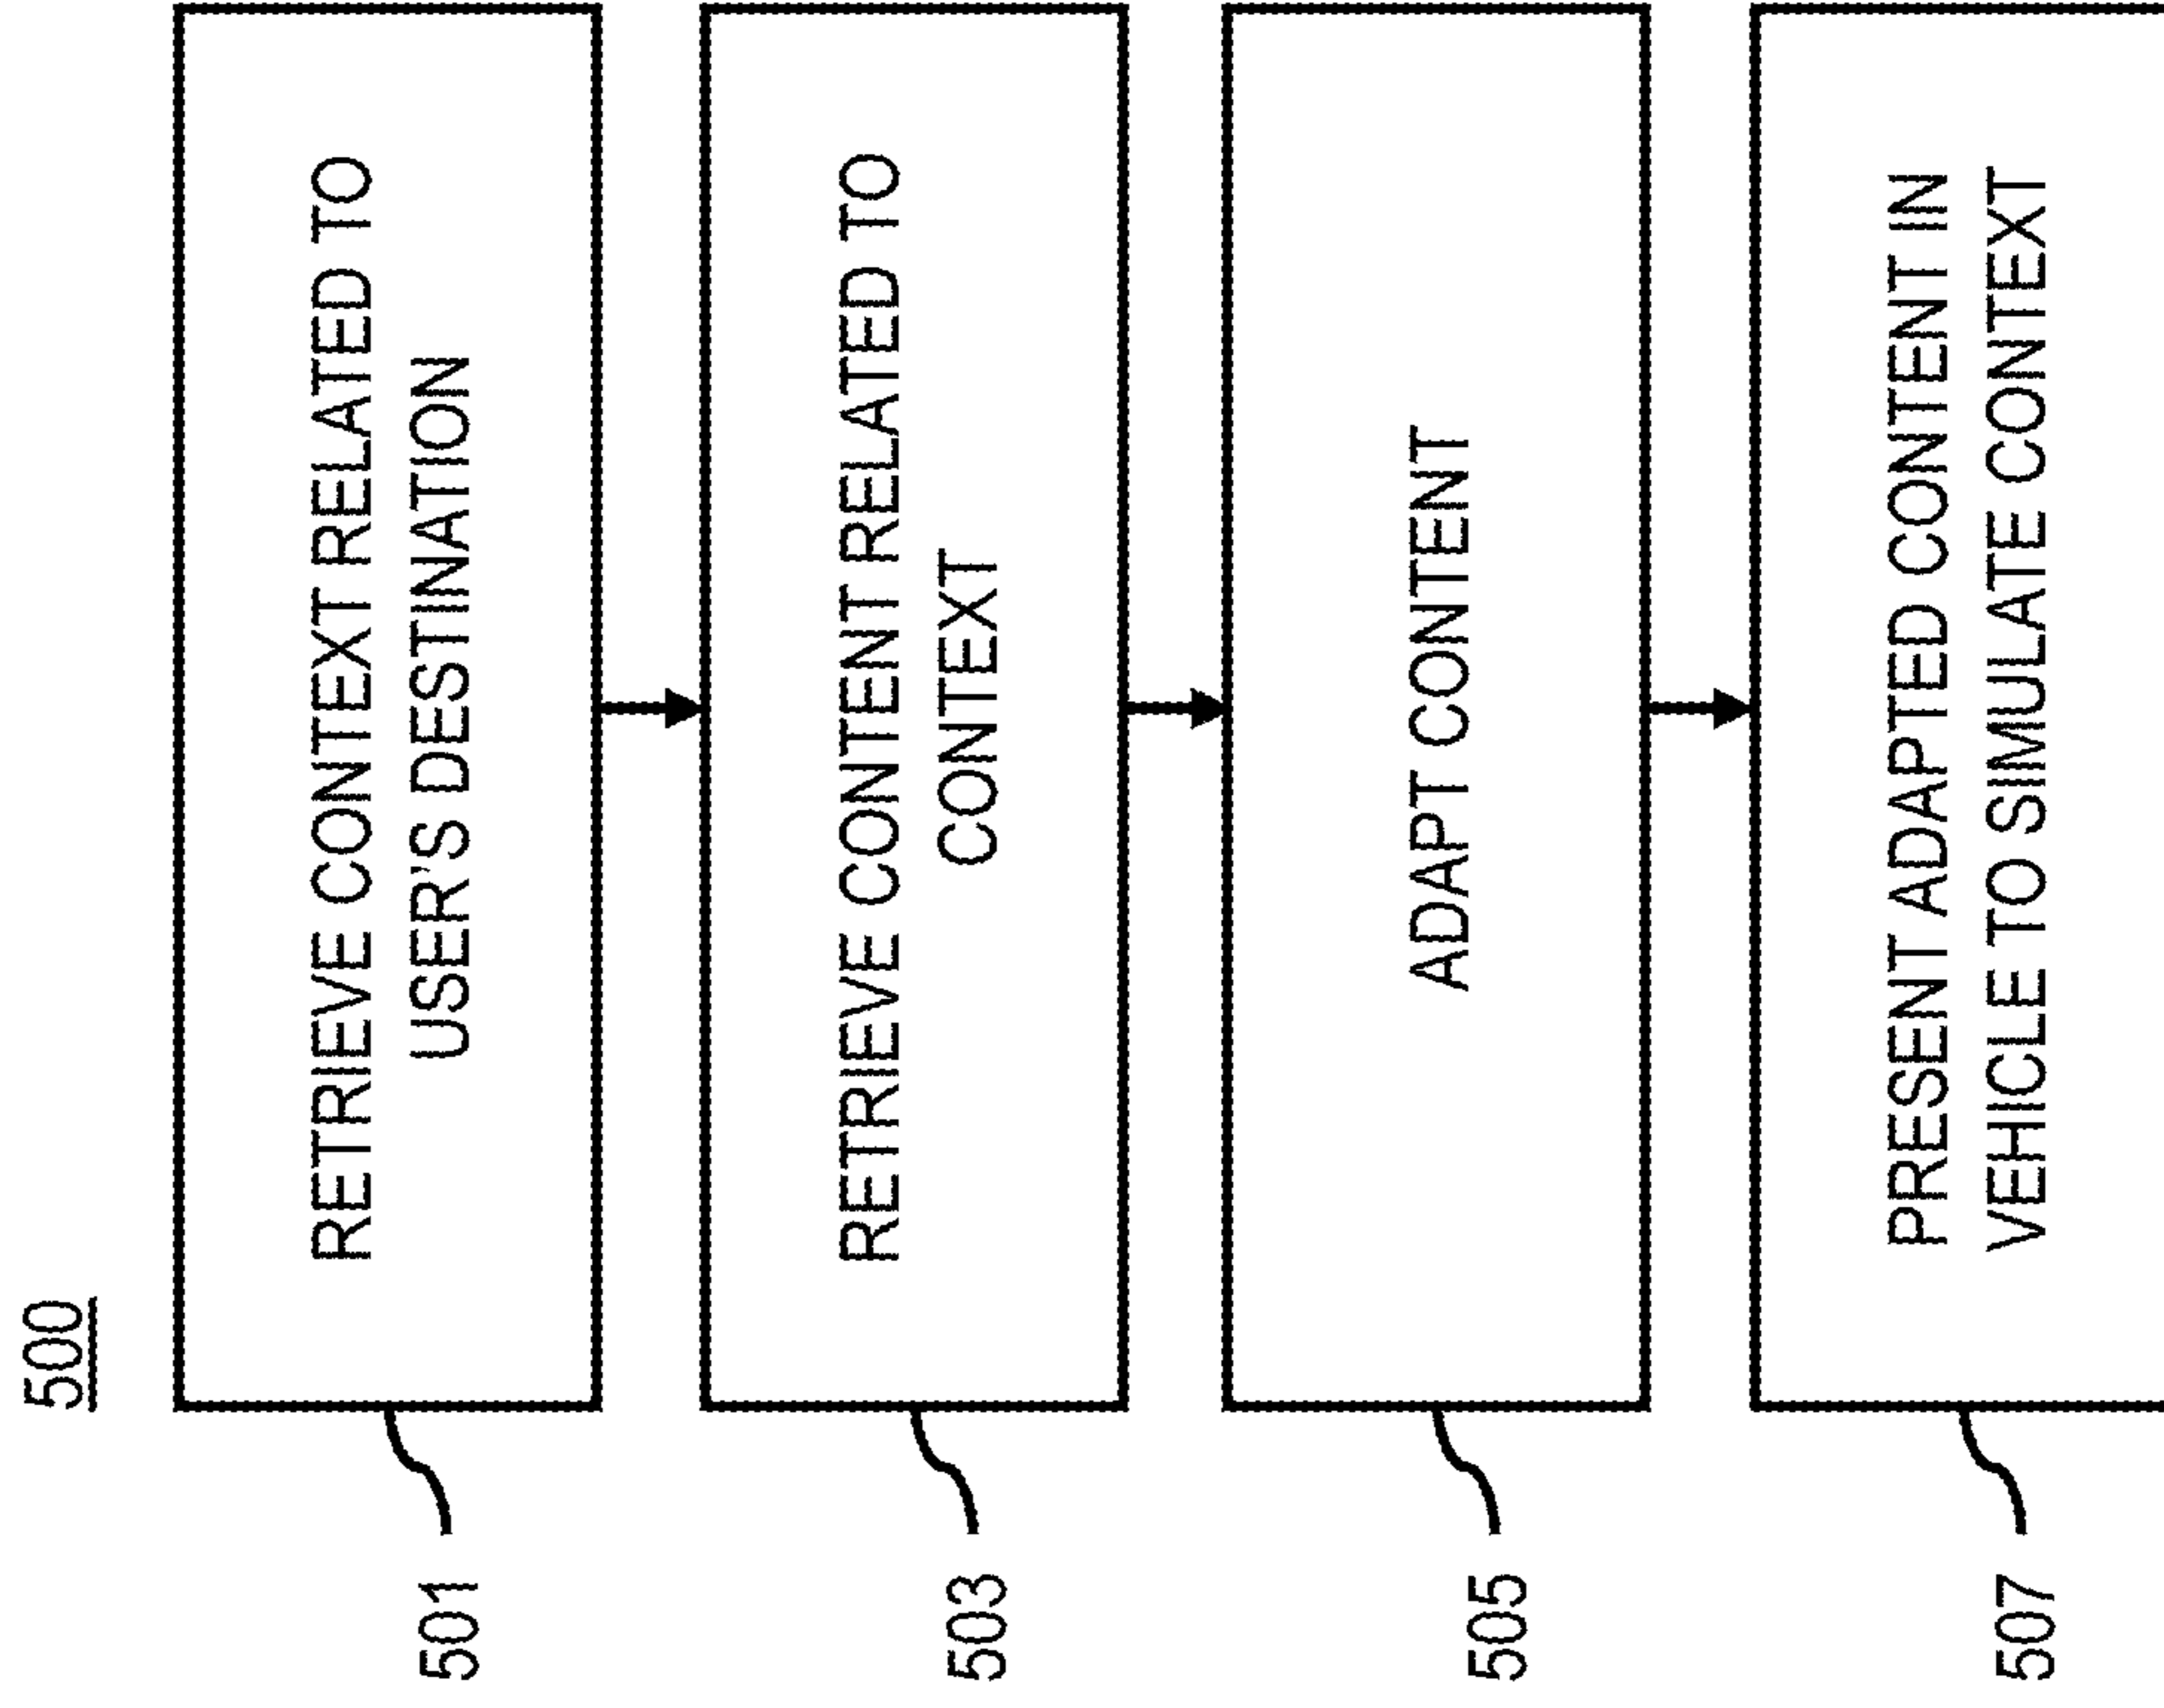 500
501
RETRIEVE CONTEXT RELATED TO
USER'S DESTINATION
503
RETRIEVE CONTENT RELATED TO
CONTEXT
505
ADAPT CONTENT
507
PRESENT ADAPTED CONTENT IN
VEHICLE TO SIMULATE CONTEXT